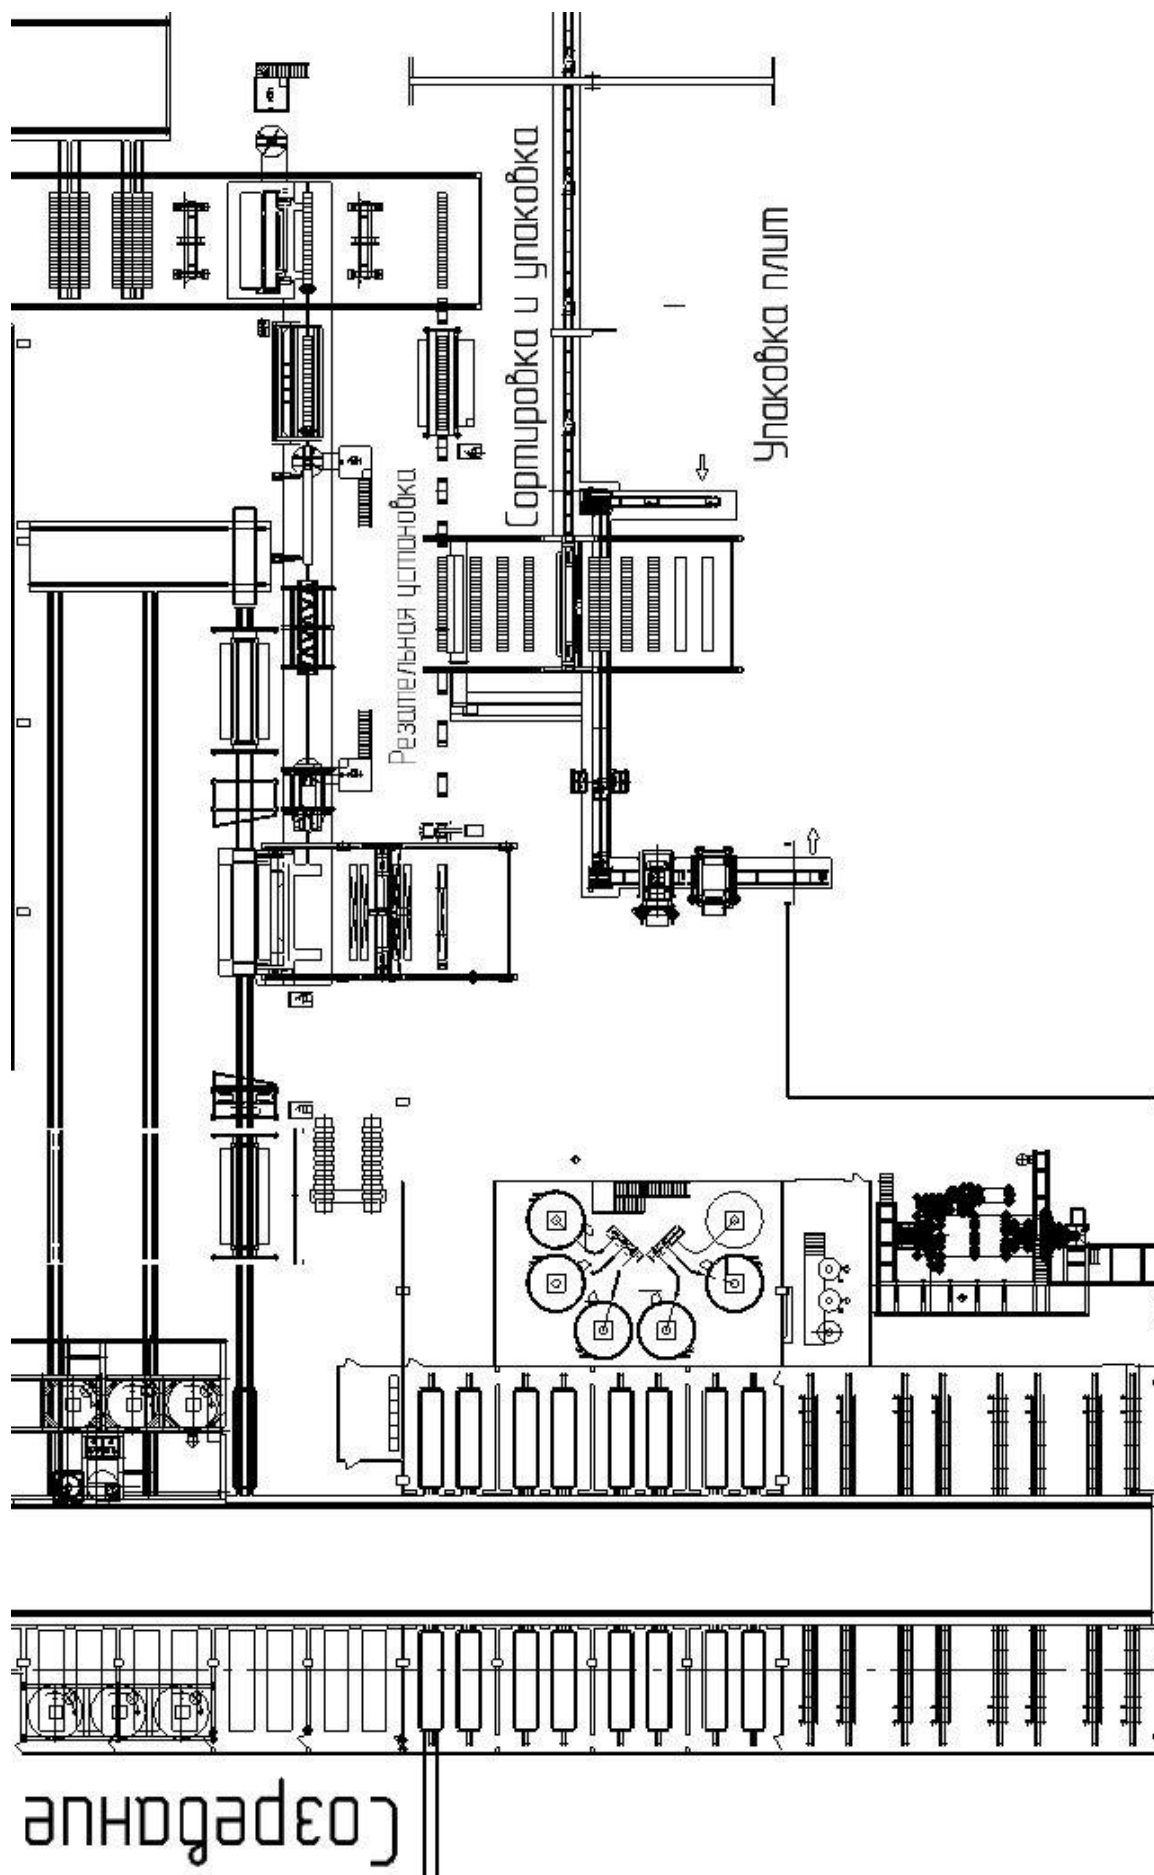 Сортировка и упаковка
Упаковка плит
Резательная установка
Созревание